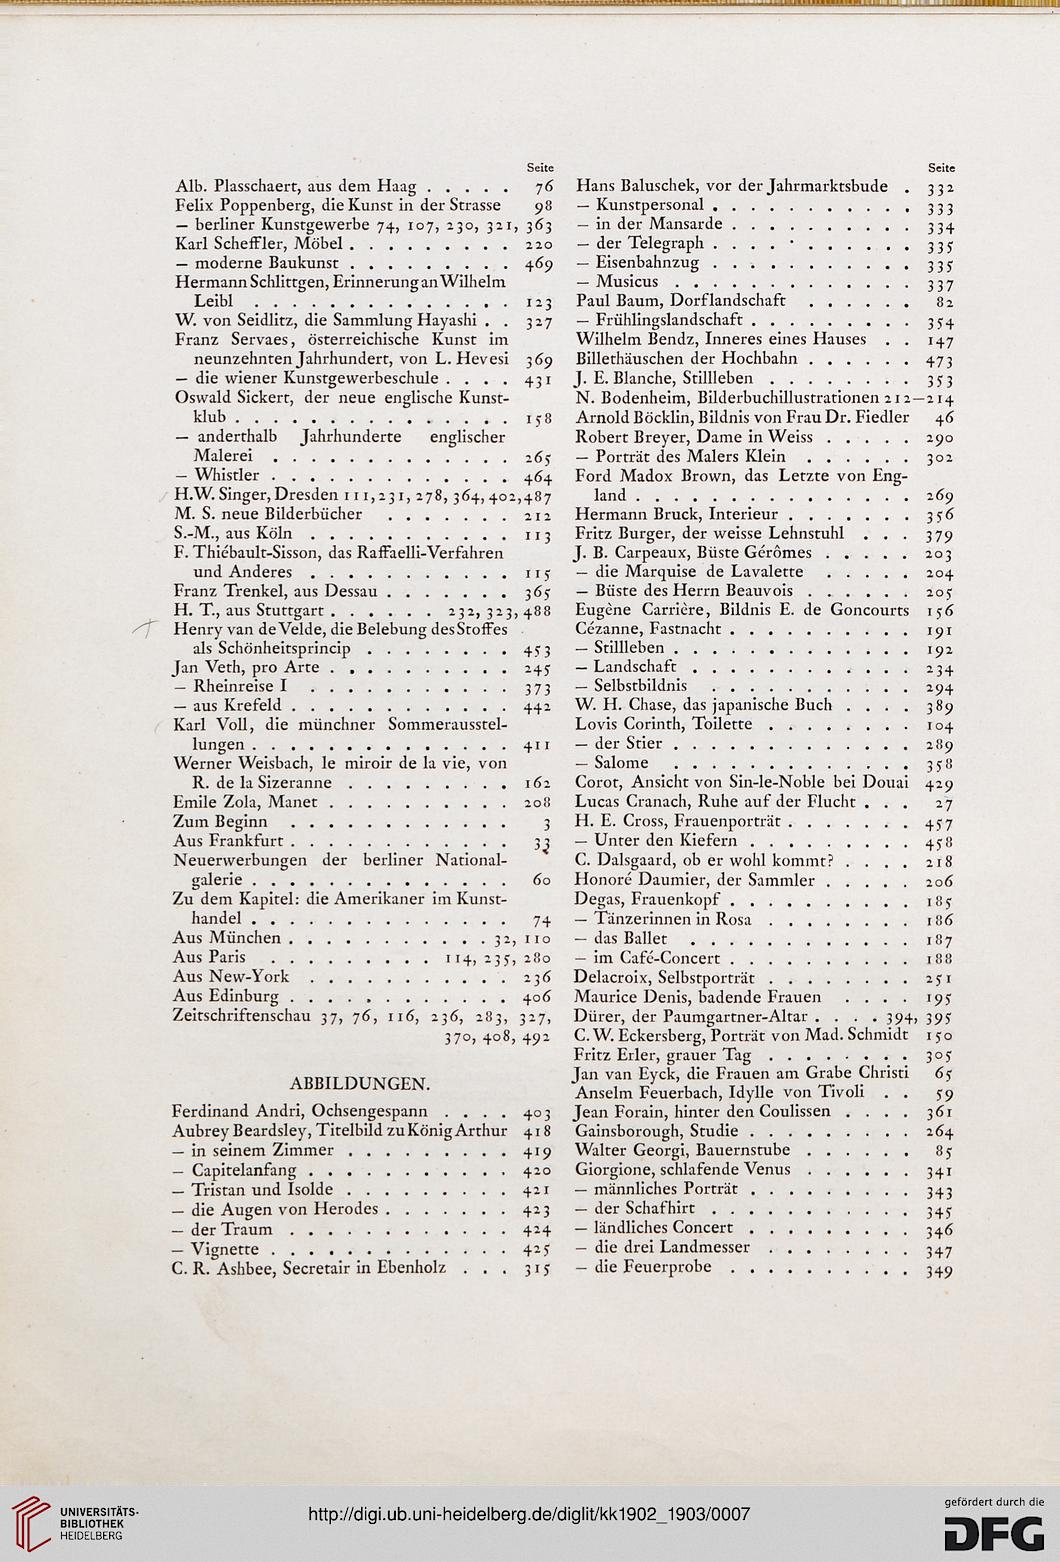 Seite
Alb. Plasschaert, aus dem Haag . . . . . 76
Felix Poppenberg, die Kunst in der Strasse 98
— berliner Kunstgewerbe 74, 107, 230, 321, 363
Karl Scheffler, Möbel . . . . . . . . . 220
— moderne Baukunst . . . . . . . . . 469
Hermann Schlittgen, Erinnerung an Wilhelm
Leibl . . . . . . . . . . . . . . 123
W. von Seidlitz, die Sammlung Hayashi . . 327
Franz Servaes, österreichische Kunst im
neunzehnten Jahrhundert, von L. Hevesi 369
— die wiener Kunstgewerbeschule . . . . 431
Oswald Sickert, der neue englische Kunst-
klub . . . . . . . . . . . . . . . 158
— anderthalb Jahrhunderte englischer
Malerei . . . . . . . . . . . . . 265
— Whistler . . . . . . . . . . . . . 464
H.W. Singer, Dresden 111, 231, 278, 364, 402, 487
M. S. neue Bilderbücher . . . . . . . 212
S.-M., aus Köln . . . . . . . . . . . 113
F. Thiébault-Sisson, das Raffaelli-Verfahren
und Anderes . . . . . . . . . . . 115
Franz Trenkel, aus Dessau . . . . . . . 365
H. T., aus Stuttgart . . . . . . 232, 323, 488
Henry van de Velde, die Belebung des Stoffes
als Schönheitsprincip . . . . . . . . 453
Jan Veth, pro Arte . . . . . . . . . . 245
— Rheinreise I . . . . . . . . . . . 373
— aus Krefeld . . . . . . . . . . . . 442
Karl Voll, die münchner Sommerausstel-
lungen . . . . . . . . . . . . . . 411
Werner Weisbach, le miroir de la vie, von
R. de la Sizeranne . . . . . . . . . 162
Emile Zola, Manet . . . . . . . . . . 208
Zum Beginn . . . . . . . . . . . . 3
Aus Frankfurt . . . . . . . . . . . . 33
Neuerwerbungen der berliner National-
galerie . . . . . . . . . . . . . . 60
Zu dem Kapitel: die Amerikaner im Kunst-
handel . . . . . . . . . . . . . . 74
Aus München . . . . . . . . . . . 32, 110
Aus Paris . . . . . . . . . 114, 235, 280
Aus New-York . . . . . . . . . . . 236
Aus Edinburg . . . . . . . . . . . . 406
Zeitschriftenschau 37, 76, 116, 236, 283, 327,
370, 408, 492
ABBILDUNGEN.
Ferdinand Andri, Ochsengespann . . . . 403
Aubrey Beardsley, Titelbild zu König Arthur 418
— in seinem Zimmer . . . . . . . . . 419
— Capitelanfang . . . . . . . . . . . 420
— Tristan und Isolde . . . . . . . . . 421
— die Augen von Herodes . . . . . . . 423
— der Traum . . . . . . . . . . . . 424
— Vignette . . . . . . . . . . . . . 425
C. R. Ashbee, Secretair in Ebenholz . . . 315
Seite
Hans Baluschek, vor der Jahrmarktsbude . 332
— Kunstpersonal . . . . . . . . . . . 333
— in der Mansarde . . . . . . . . . . 334
— der Telegraph . . . . . . . . . . . 335
— Eisenbahnzug . . . . . . . . . . . 335
— Musicus . . . . . . . . . . . . . 337
Paul Baum, Dorflandschaft . . . . . . 82
— Frühlingslandschaft . . . . . . . . . 354
Wilhelm Bendz, Inneres eines Hauses . . 147
Billethäuschen der Hochbahn . . . . . . 473
J. E. Blanche, Stillleben . . . . . . . . 353
N. Bodenheim, Bilderbuchillustrationen 212—214
Arnold Böcklin, Bildnis von Frau Dr. Fiedler 46
Robert Breyer, Dame in Weiss . . . . . 290
— Porträt des Malers Klein . . . . . . 302
Ford Madox Brown, das Letzte von Eng-
land . . . . . . . . . . . . . . . 269
Hermann Bruck, Interieur . . . . . . . 356
Fritz Burger, der weisse Lehnstuhl . . . 379
J. B. Carpeaux, Büste Gérômes . . . . . 203
— die Marquise de Lavalette . . . . . 204
— Büste des Herrn Beauvois . . . . . . 205
Eugène Carrière, Bildnis E. de Goncourts 156
Cézanne, Fastnacht . . . . . . . . . . 191
— Stillleben . . . . . . . . . . . . . 192
— Landschaft . . . . . . . . . . . . 234
— Selbstbildnis . . . . . . . . . . . 294
W. H. Chase, das japanische Buch . . . . 389
Lovis Corinth, Toilette . . . . . . . . 104
— der Stier . . . . . . . . . . . . . 289
— Salome . . . . . . . . . . . . . 358
Corot, Ansicht von Sin-le-Noble bei Douai 429
Lucas Cranach, Ruhe auf der Flucht . . . 27
H. E. Cross, Frauenporträt . . . . . . . 457
— Unter den Kiefern . . . . . . . . . 458
C. Dalsgaard, ob er wohl kommt? . . . . 218
Honoré Daumier, der Sammler . . . . . 206
Degas, Frauenkopf . . . . . . . . . . 185
— Tänzerinnen in Rosa . . . . . . . . 186
— das Ballet . . . . . . . . . . . . 187
— im Café-Concert . . . . . . . . . . 188
Delacroix, Selbstporträt . . . . . . . . 251
Maurice Denis, badende Frauen . . . . 195
Dürer, der Paumgartner-Altar . . . . 394, 395
C. W. Eckersberg, Porträt von Mad. Schmidt 150
Fritz Erler, grauer Tag . . . . . . . . 305
Jan van Eyck, die Frauen am Grabe Christi 65
Anselm Feuerbach, Idylle von Tivoli . . 59
Jean Forain, hinter den Coulissen . . . . 361
Gainsborough, Studie . . . . . . . . . 264
Walter Georgi, Bauernstube . . . . . . 85
Giorgione, schlafende Venus . . . . . . 341
— männliches Porträt . . . . . . . . . 343
— der Schafhirt . . . . . . . . . . . 345
— ländliches Concert . . . . . . . . . 346
— die drei Landmesser . . . . . . . . 347
— die Feuerprobe . . . . . . . . . . 349
UNIVERSITÄTS-
BIBLIOTHEK
HEIDELBERG
http://digi.ub.uni-heidelberg.de/diglit/kk1902_1903/0007
gefördert durch die
DFG